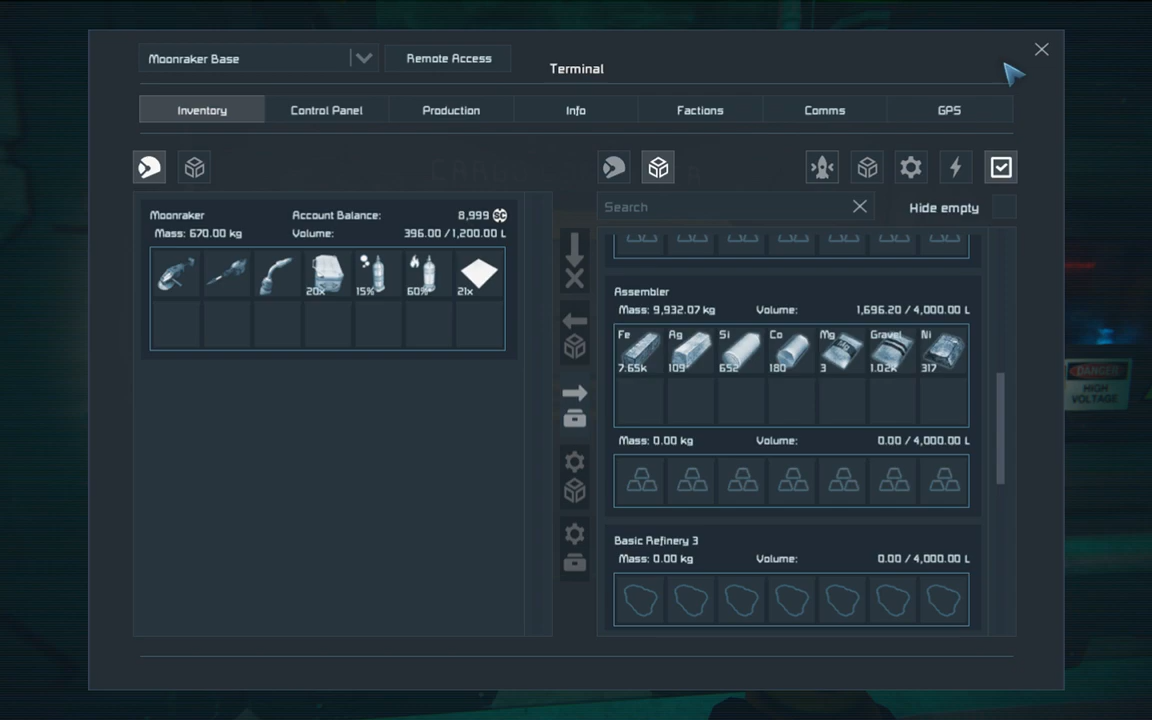 Moonraker Base
Remote Access
Terminal
Inventory
Control Panel
Production
Info
Factions
Comms
GPS
Search
Hide empty
Moonraker
Account Balance:
8,999 SC
Mass: 670.00 kg
Volume:
396.00 / 1,200.00 L
20x
15%
60%
21x
Assembler
Mass: 9,932.07 kg
Volume:
1,696.20 / 4,000.00 L
Fe
Ag
Si
Co
Mg
Gravel
Ni
7.65k
109
652
180
3
1.02k
317
Mass: 0.00 kg
Volume:
0.00 / 4,000.00 L
Basic Refinery 3
Mass: 0.00 kg
Volume:
0.00 / 4,000.00 L
DANGER
HIGH
VOLTAGE